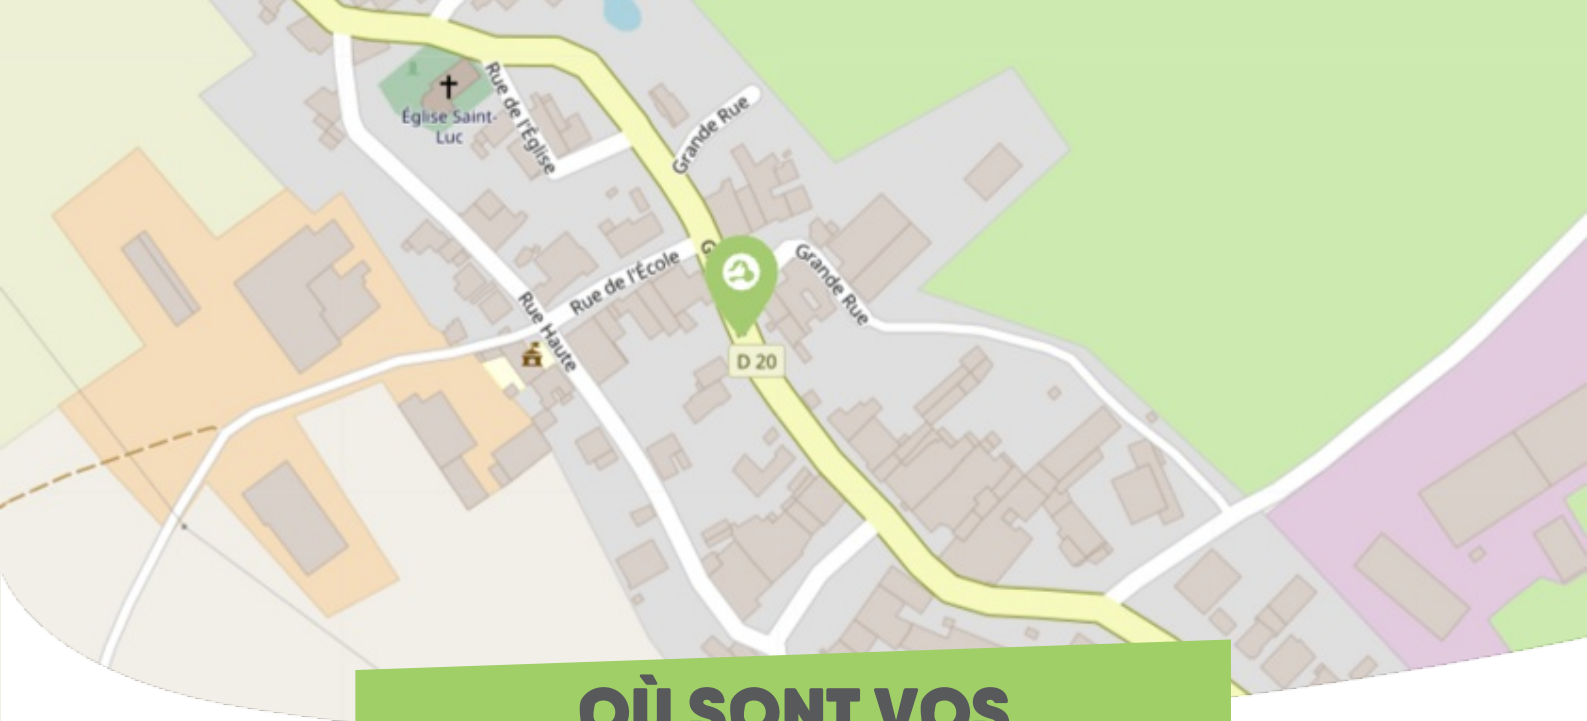 Rue de l'Église
Église Saint-
Luc
Grande Rue
G
Rue de l'École
Grande Rue
Rue Haute
D 20
OÙ SONT VOS